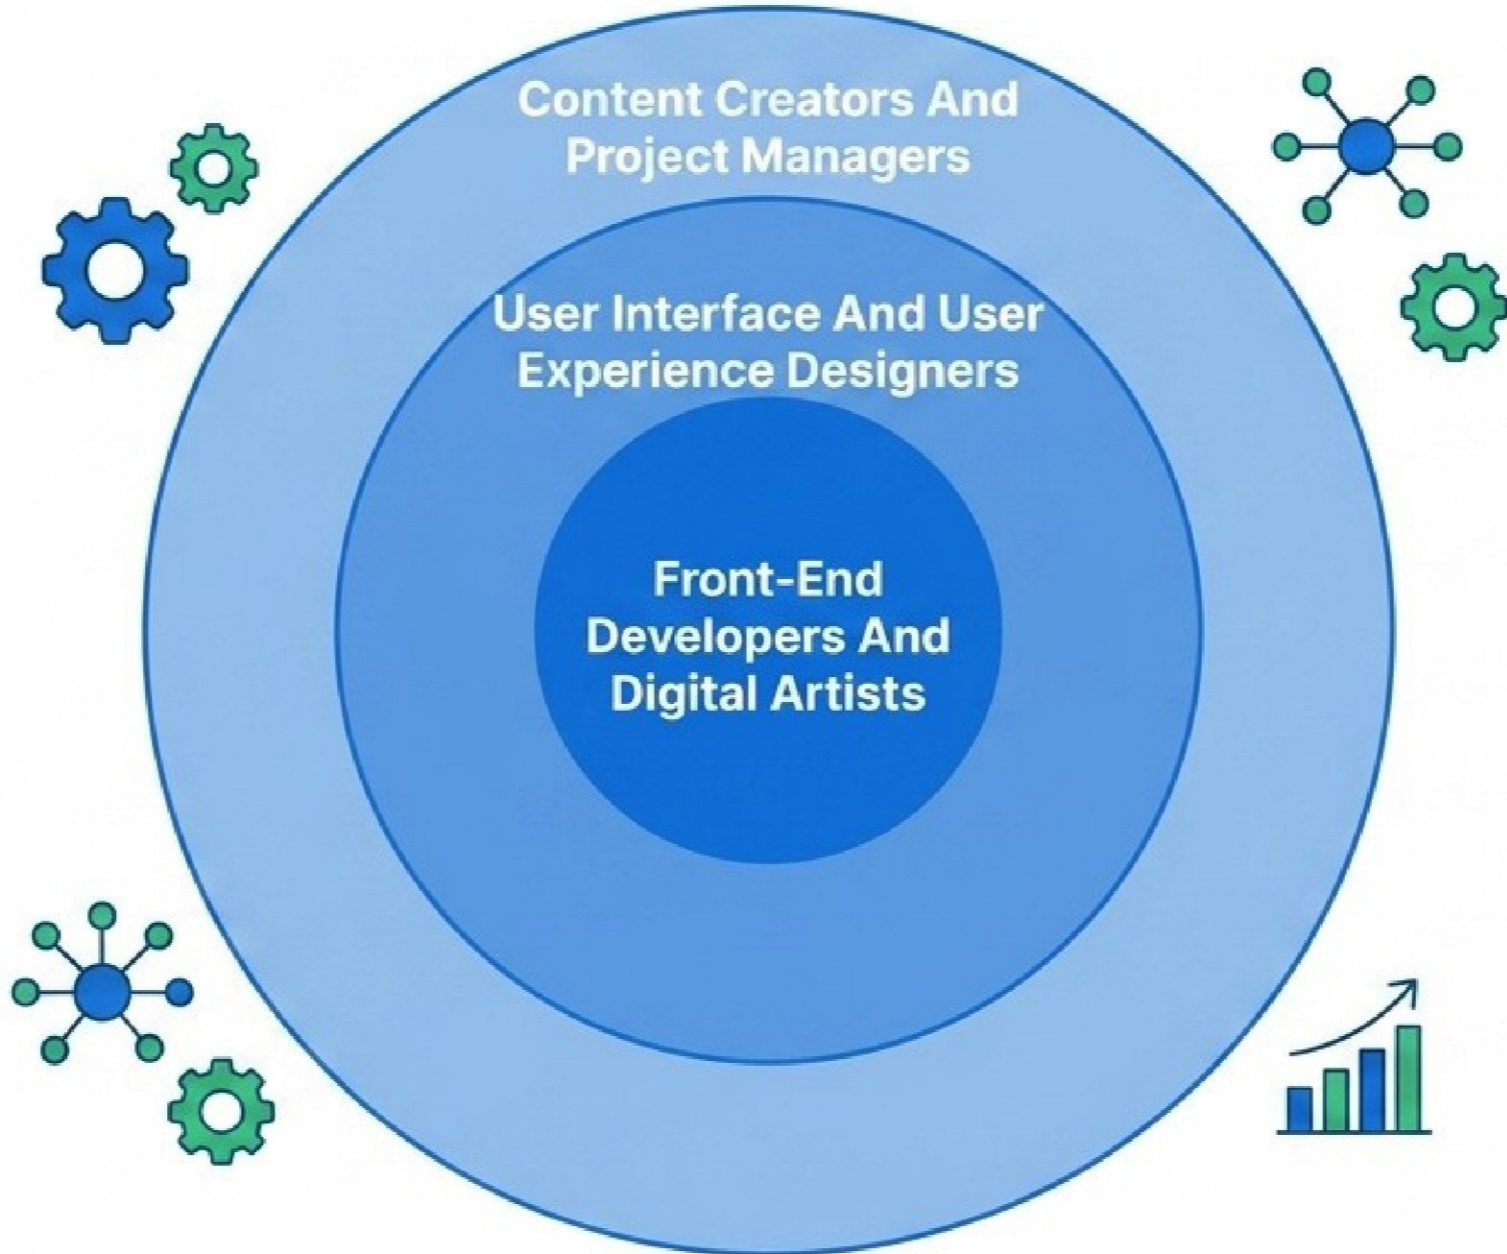 Content Creators And
Project Managers
User Interface And User
Experience Designers
Front-End
Developers And
Digital Artists